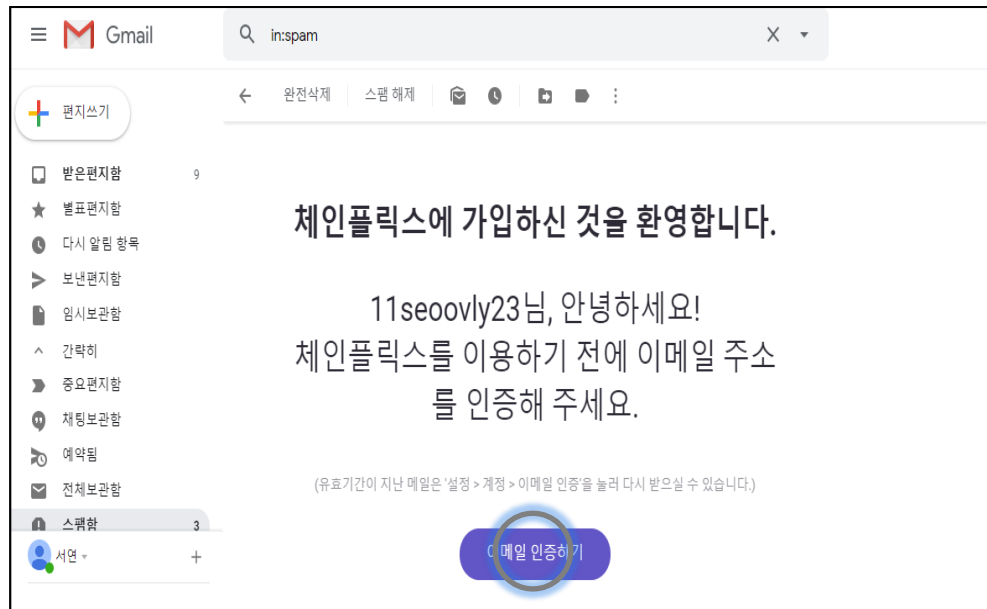 Gmail
in:spam
완전삭제
스팸 해제
편지쓰기
받은편지함 9
별표편지함
다시 알림 항목
보낸편지함
임시보관함
간략히
중요편지함
채팅보관함
예약됨
전체보관함
스팸함 3
서연
체인플릭스에 가입하신 것을 환영합니다.
11seoovly23님, 안녕하세요!
체인플릭스를 이용하기 전에 이메일 주소
를 인증해 주세요.
(유효기간이 지난 메일은 '설정 > 계정 > 이메일 인증'을 눌러 다시 받으실 수 있습니다.)
이메일 인증하기